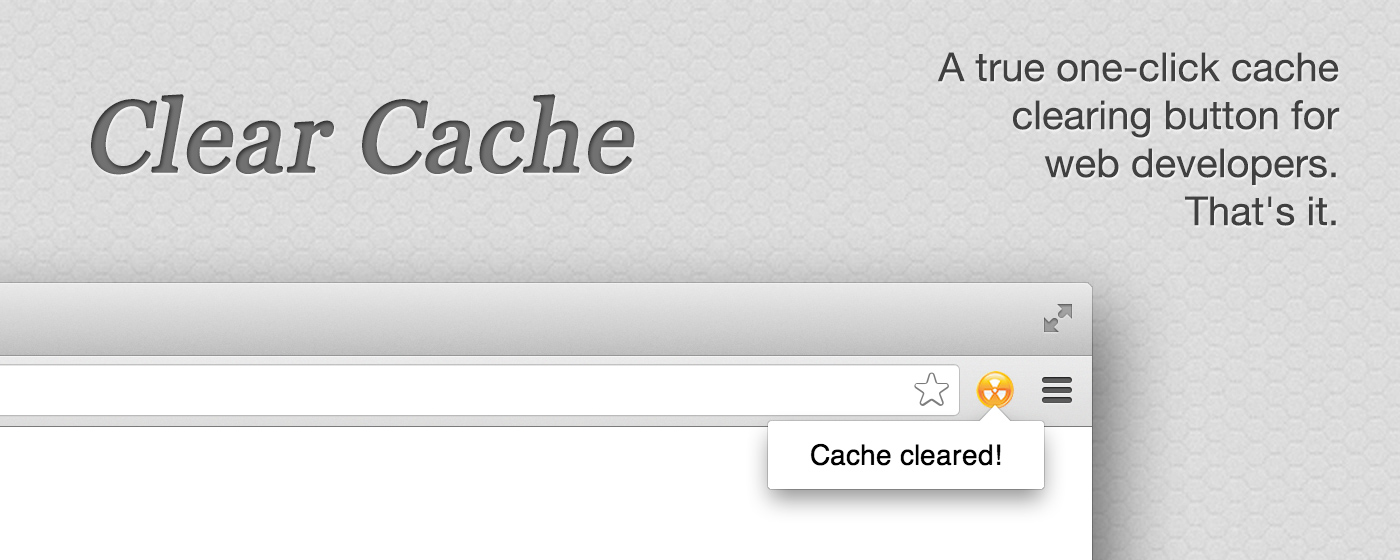 Clear Cache
A true one-click cache
clearing button for
web developers.
That's it.
Cache cleared!